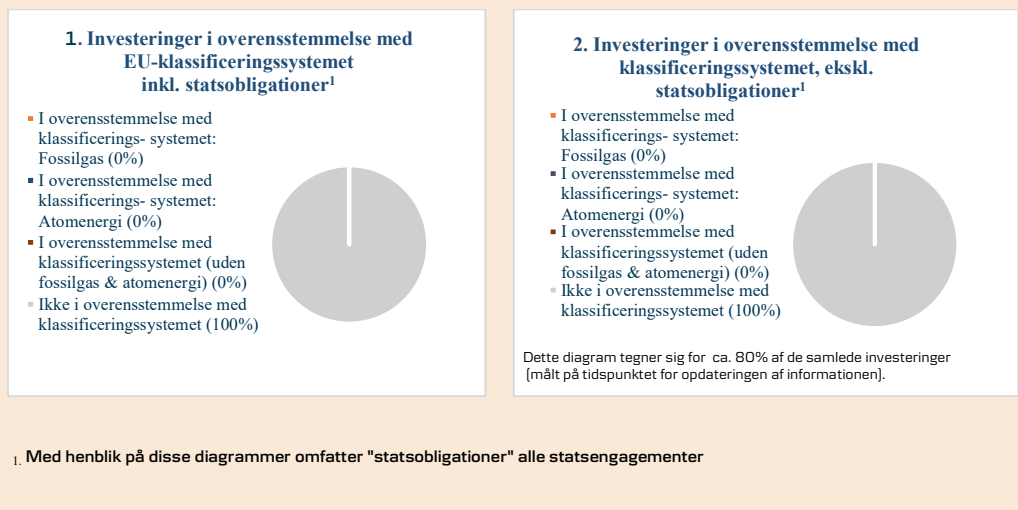 1. Investeringer i overensstemmelse med
EU-klassificeringssystemet
inkl. statsobligationer¹
I overensstemmelse med
klassificerings- systemet:
Fossilgas (0%)
I overensstemmelse med
klassificerings- systemet:
Atomenergi (0%)
I overensstemmelse med
klassificeringssystemet (uden
fossilgas & atomenergi) (0%)
Ikke i overensstemmelse med
klassificeringssystemet (100%)
2. Investeringer i overensstemmelse med
klassificeringssystemet, ekskl.
statsobligationer¹
I overensstemmelse med
klassificerings- systemet:
Fossilgas (0%)
I overensstemmelse med
klassificerings- systemet:
Atomenergi (0%)
I overensstemmelse med
klassificeringssystemet (uden
fossilgas & atomenergi) (0%)
Ikke i overensstemmelse med
klassificeringssystemet (100%)
Dette diagram tegner sig for ca. 80% af de samlede investeringer
(målt på tidspunktet for opdateringen af informationen).
1. Med henblik på disse diagrammer omfatter "statsobligationer" alle statsengagementer